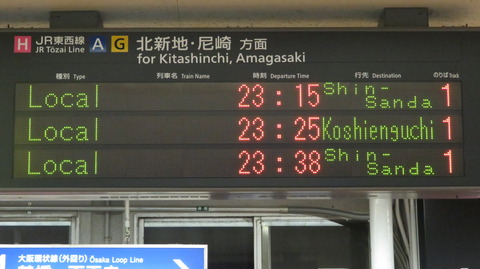 H JR東西線 A G 北新地・尼崎 方面
JR Tōzai Line for Kitashinchi, Amagasaki
種別 Type 列車名 Train Name 時刻 Departure Time 行先 Destination のりば Track
Local 23:15 Shin-Sanda 1
Local 23:25 Koshienguchi 1
Local 23:38 Shin-Sanda 1
大阪環状線(外回り) Osaka Loop Line
1